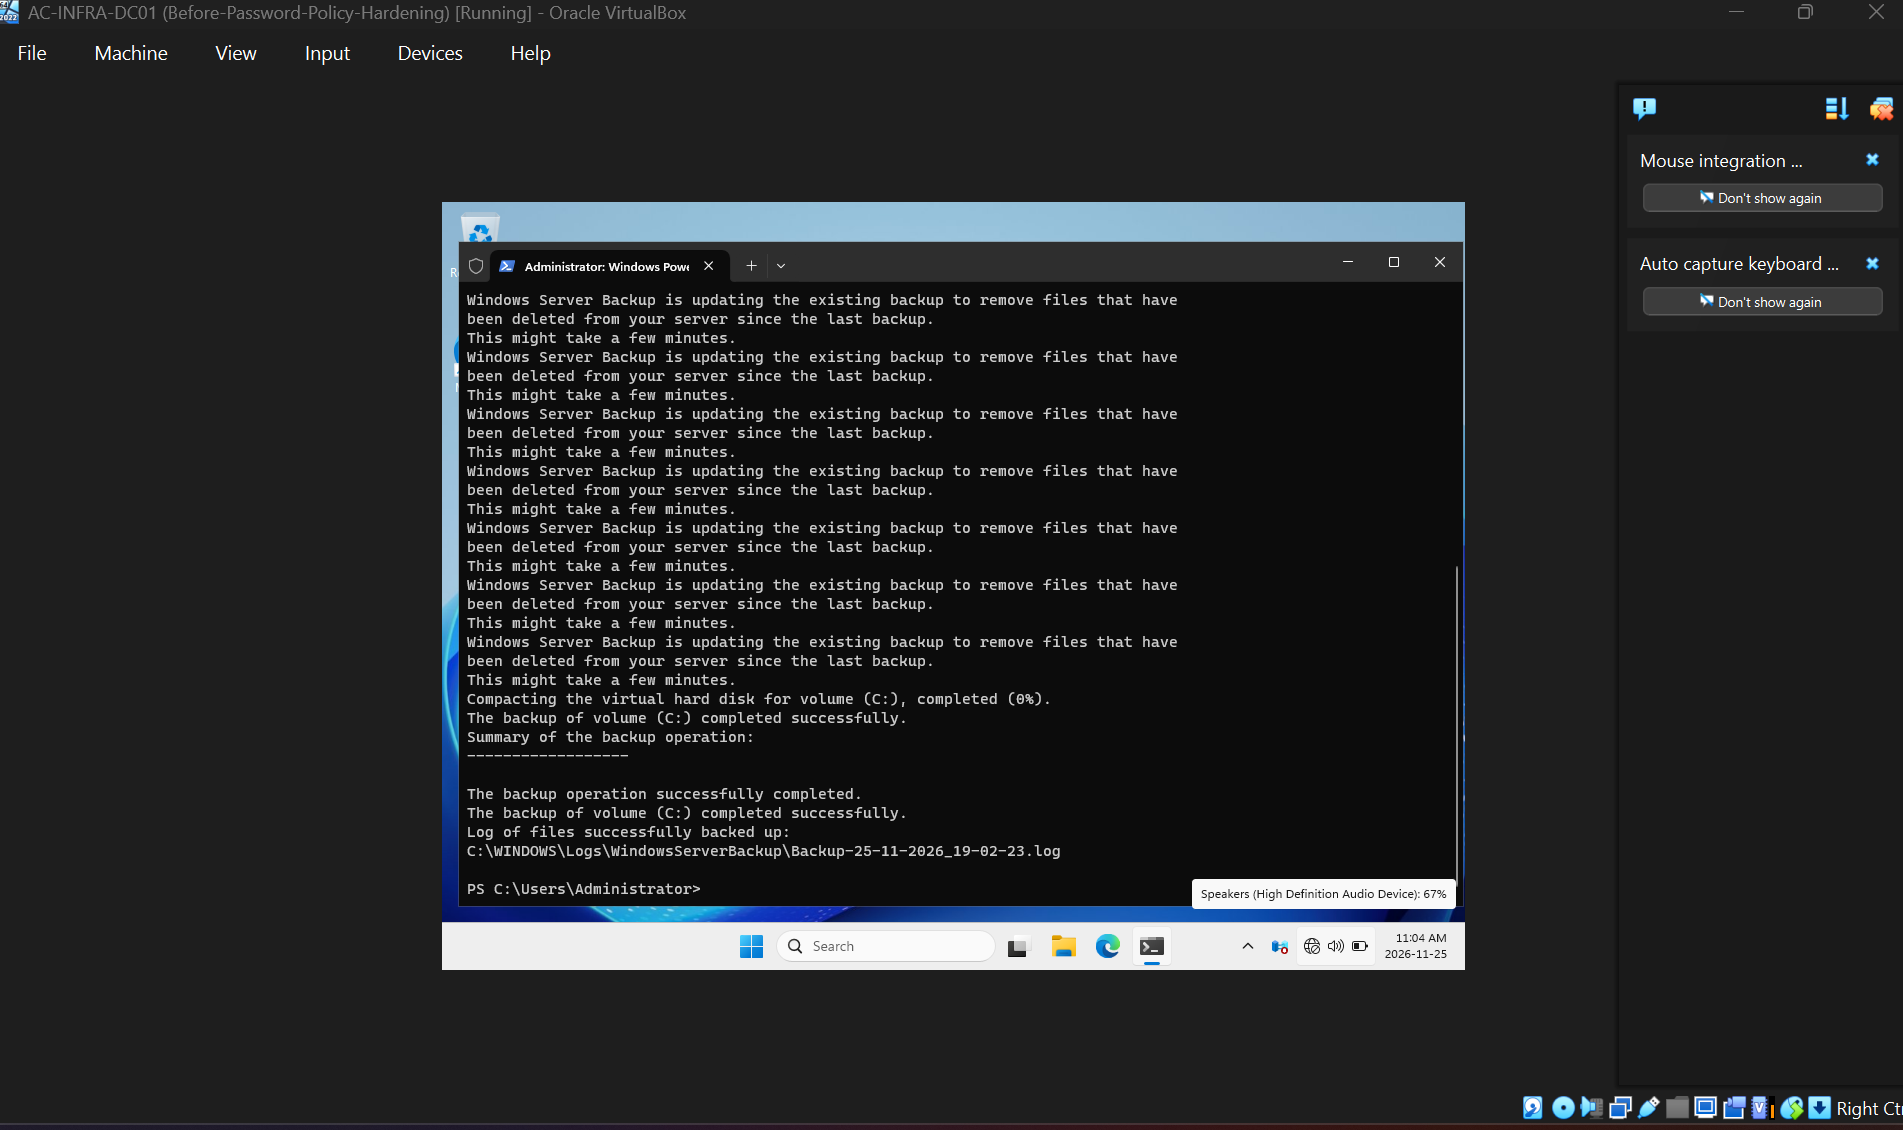 AC-INFRA-DC01 (Before-Password-Policy-Hardening) [Running] - Oracle VirtualBox
File Machine View Input Devices Help
Mouse integration ...
Don't show again
Auto capture keyboard ...
Don't show again
Administrator: Windows Powe
Windows Server Backup is updating the existing backup to remove files that have
been deleted from your server since the last backup.
This might take a few minutes.
Windows Server Backup is updating the existing backup to remove files that have
been deleted from your server since the last backup.
This might take a few minutes.
Windows Server Backup is updating the existing backup to remove files that have
been deleted from your server since the last backup.
This might take a few minutes.
Windows Server Backup is updating the existing backup to remove files that have
been deleted from your server since the last backup.
This might take a few minutes.
Windows Server Backup is updating the existing backup to remove files that have
been deleted from your server since the last backup.
This might take a few minutes.
Windows Server Backup is updating the existing backup to remove files that have
been deleted from your server since the last backup.
This might take a few minutes.
Windows Server Backup is updating the existing backup to remove files that have
been deleted from your server since the last backup.
This might take a few minutes.
Compacting the virtual hard disk for volume (C:), completed (0%).
The backup of volume (C:) completed successfully.
Summary of the backup operation:
------------------
The backup operation successfully completed.
The backup of volume (C:) completed successfully.
Log of files successfully backed up:
C:\WINDOWS\Logs\WindowsServerBackup\Backup-25-11-2026_19-02-23.log
PS C:\Users\Administrator>
Speakers (High Definition Audio Device): 67%
Search
11:04 AM
2026-11-25
Right Ct